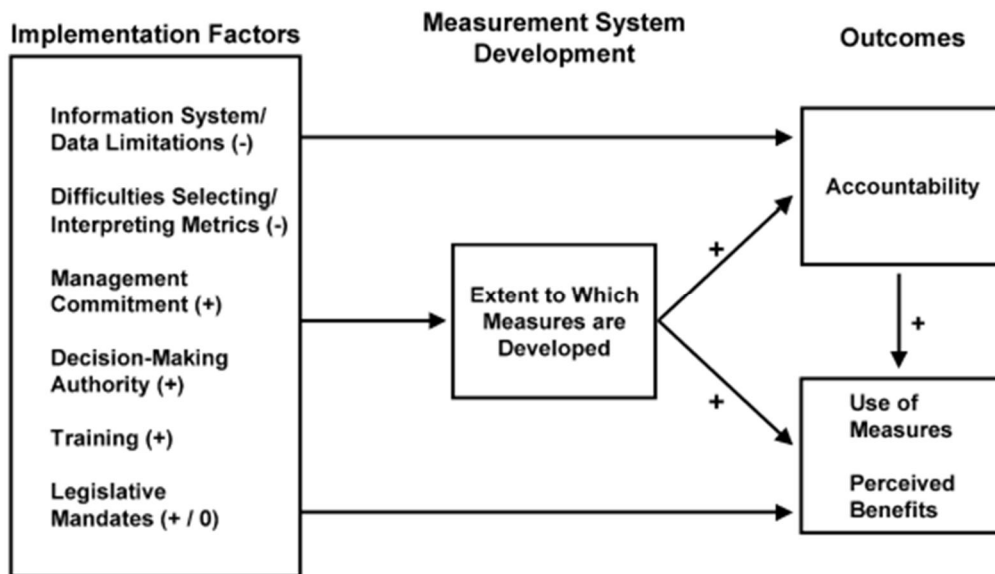 Implementation Factors
Information System/
Data Limitations (-)
Difficulties Selecting/
Interpreting Metrics (-)
Management
Commitment (+)
Decision-Making
Authority (+)
Training (+)
Legislative
Mandates (+ / 0)
Measurement System
Development
Extent to Which
Measures are
Developed
+
+
Outcomes
Accountability
+
Use of
Measures
Perceived
Benefits